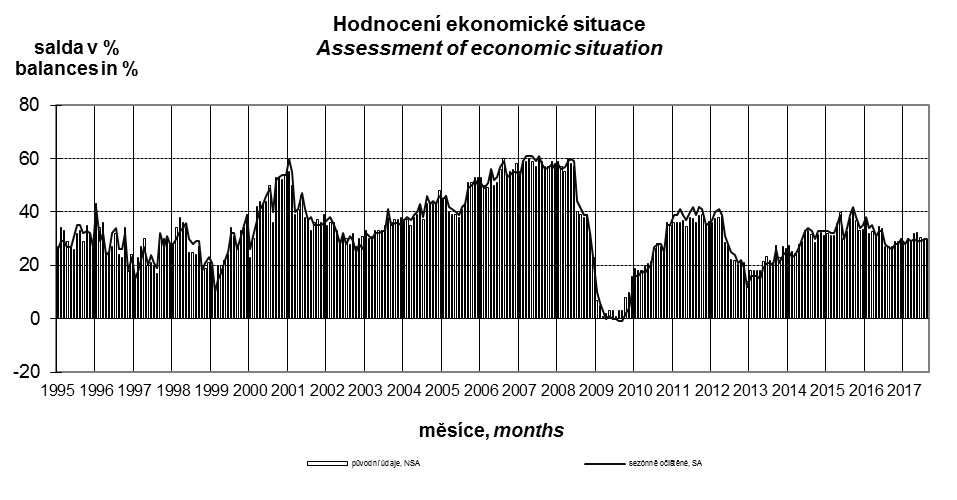 Hodnocení ekonomické situace
Assessment of economic situation
salda v %
balances in %
80
60
40
20
0
-20
1995 1996 1997 1998 1999 2000 2001 2002 2003 2004 2005 2006 2007 2008 2009 2010 2011 2012 2013 2014 2015 2016 2017
měsíce, months
původní údaje, NSA
sezónně očištěné, SA